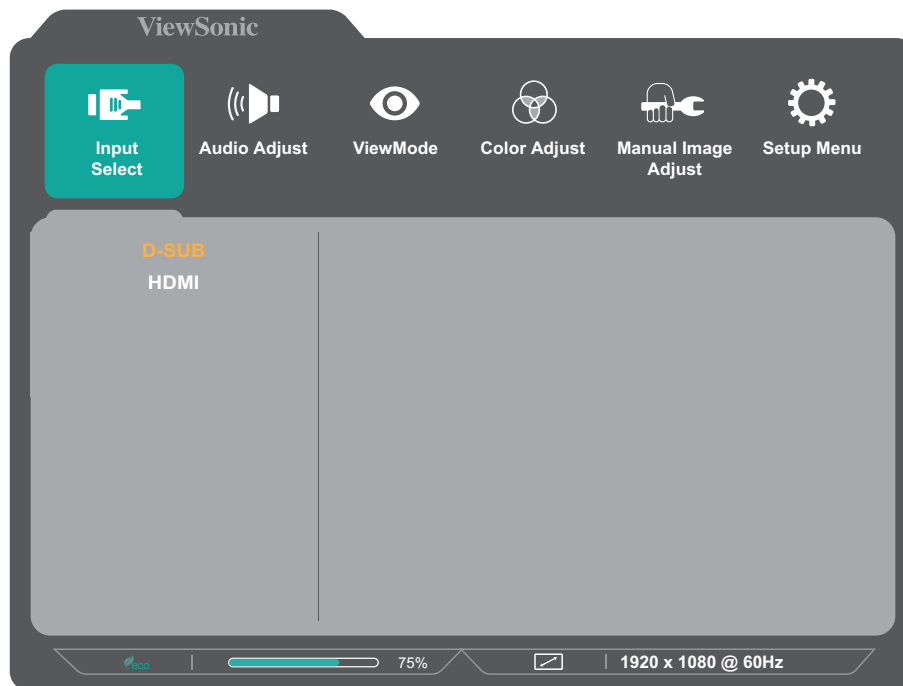 ViewSonic
Input
Select
Audio Adjust
ViewMode
Color Adjust
Manual Image
Adjust
Setup Menu
D-SUB
HDMI
ECO
75%
1920 x 1080 @ 60Hz